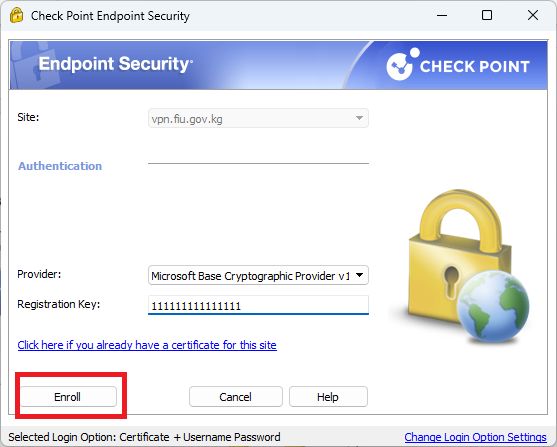 Check Point Endpoint Security
Endpoint Security
CHECK POINT
Site:
vpn.fiu.gov.kg
Authentication
Provider:
Microsoft Base Cryptographic Provider v1
Registration Key:
111111111111111
Click here if you already have a certificate for this site
Enroll
Cancel
Help
Selected Login Option: Certificate + Username Password
Change Login Option Settings